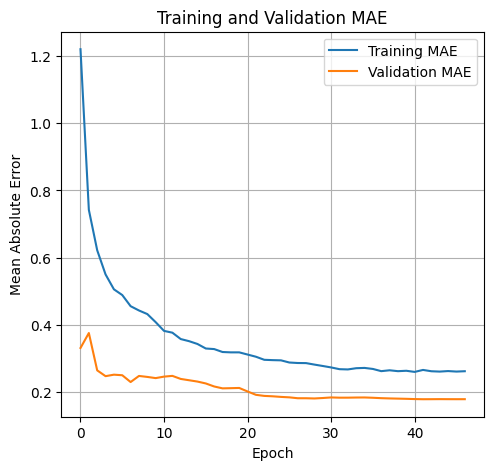 Training and Validation MAE
Training MAE
Validation MAE
Mean Absolute Error
1.2
1.0
0.8
0.6
0.4
0.2
0 10 20 30 40
Epoch